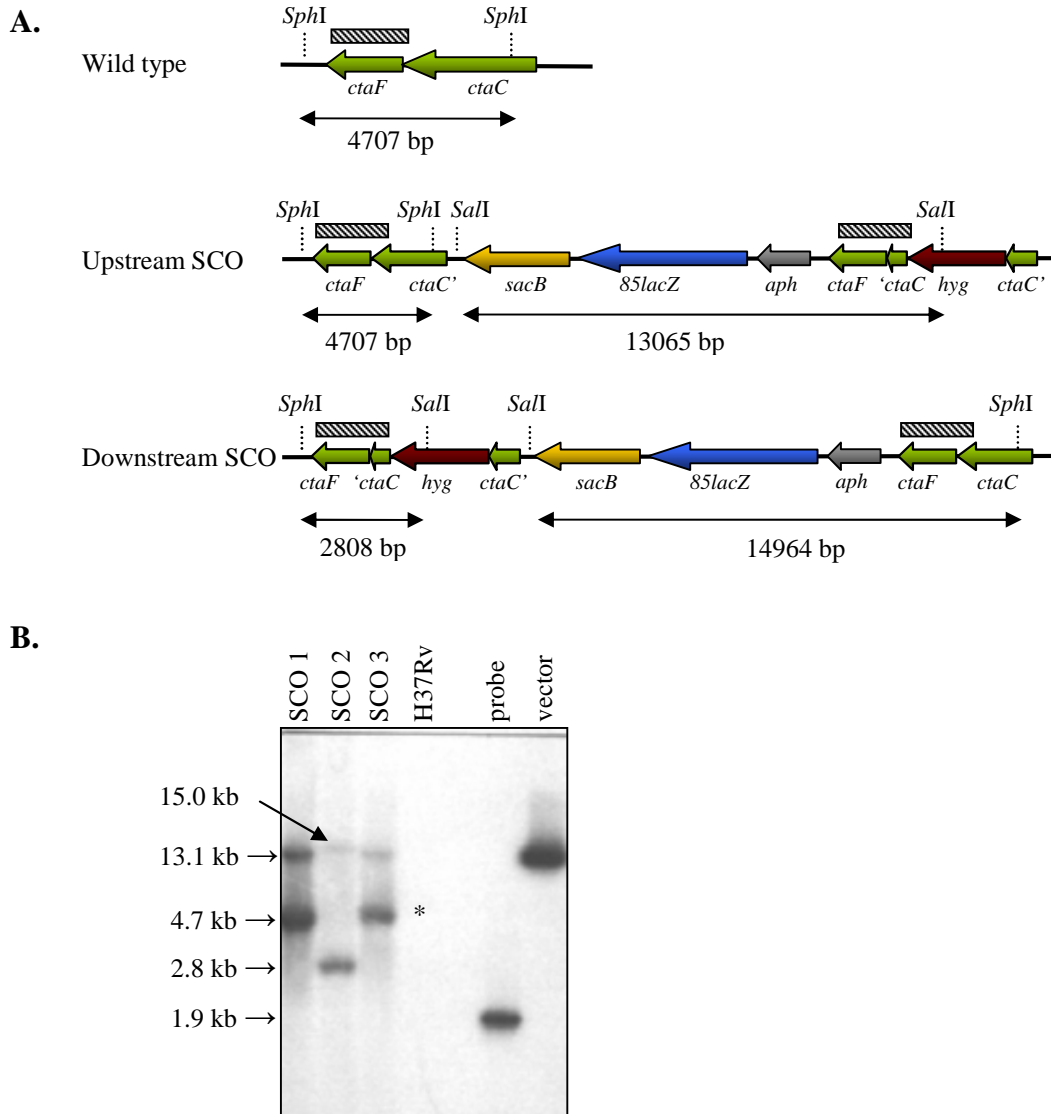 A.
SphI SphI
Wild type
ctaF ctaC
4707 bp
SphI SphI SalI SalI
Upstream SCO
ctaF ctaC’ sacB 85lacZ aph ctaF ‘ctaC hyg ctaC’
4707 bp 13065 bp
SphI SalI SalI SphI
Downstream SCO
ctaF ‘ctaC hyg ctaC’ sacB 85lacZ aph ctaF ctaC
2808 bp 14964 bp
B.
SCO 1 SCO 2 SCO 3 H37Rv probe vector
15.0 kb
13.1 kb →
4.7 kb → *
2.8 kb →
1.9 kb →